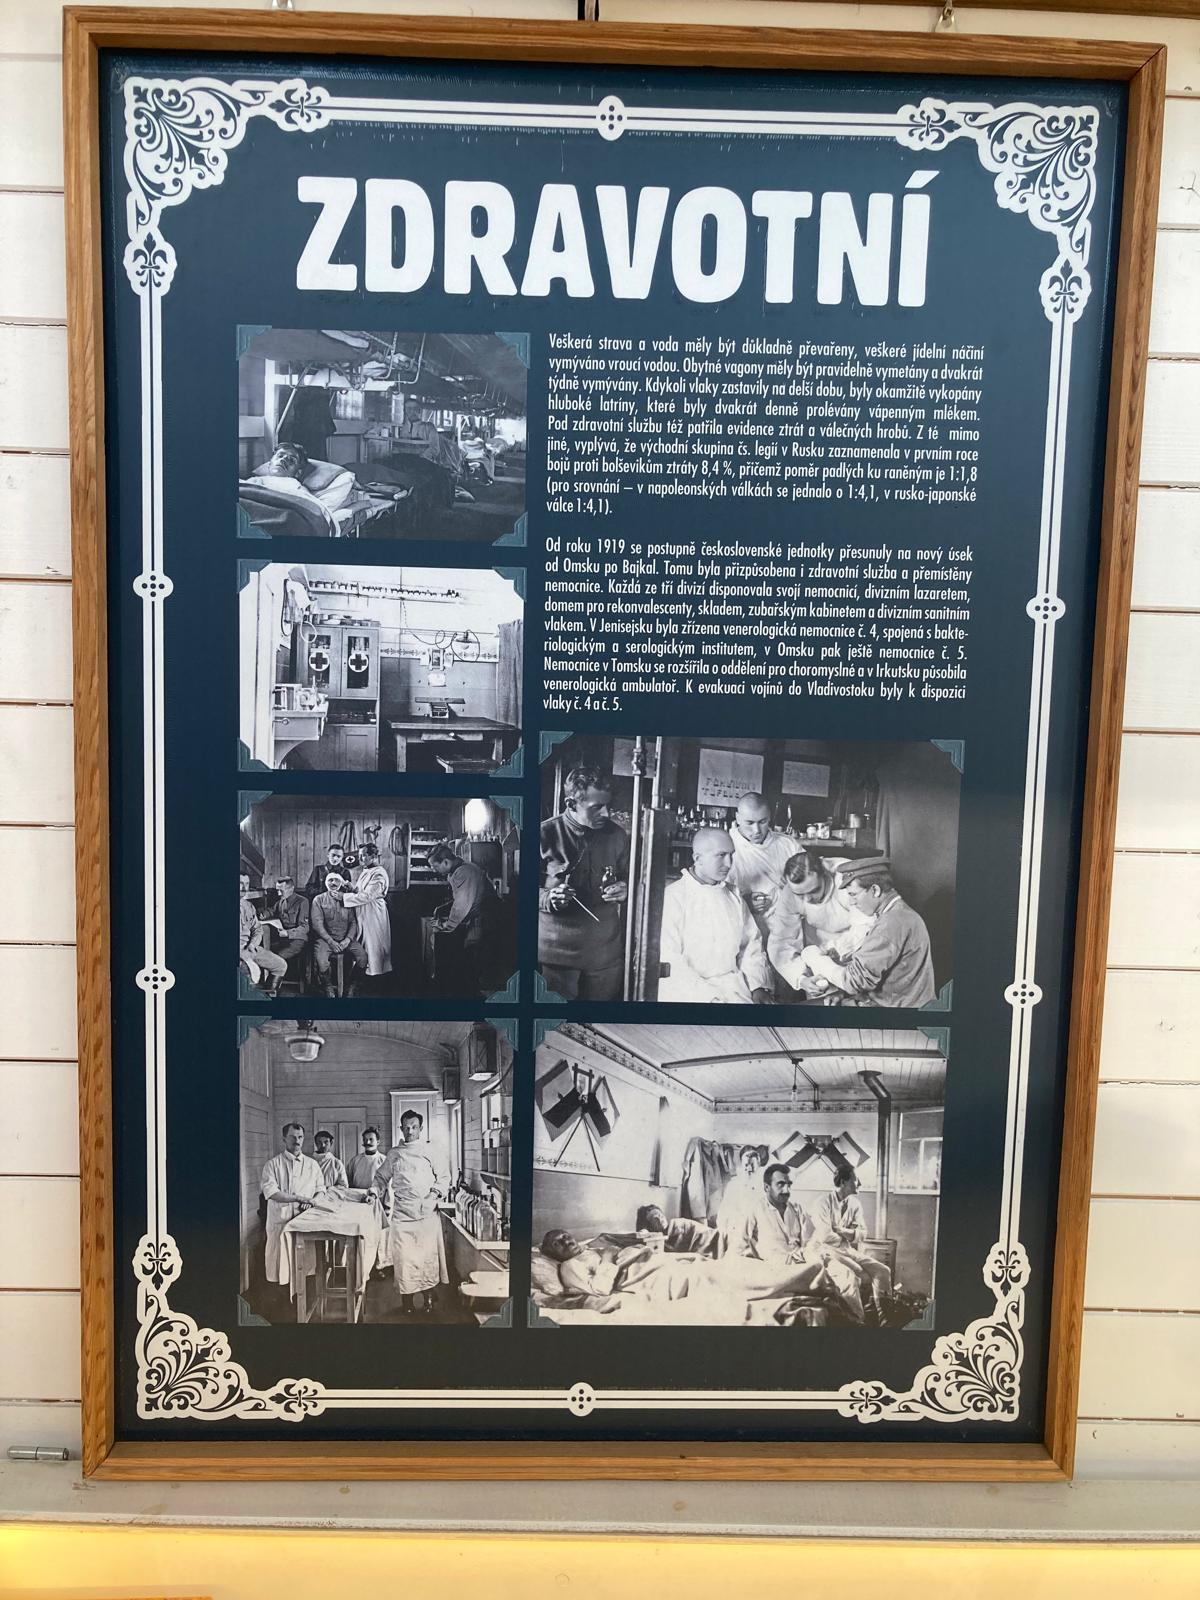 ZDRAVOTNÍ
Veškerá strava a voda měly být důkladně převařeny, veškeré jídelní náčiní
vymýváno vroucí vodou. Obytné vagony měly být pravidelně vymetány a dvakrát
týdně vymývány. Kdykoli vlaky zastavily na delší dobu, byly okamžitě vykopány
hluboké latríny, které byly dvakrát denně prolévány vápenným mlékem.
Pod zdravotní službu též patřila evidence ztrát a válečných hrobů. Z té mimo
jiné, vyplývá, že východní skupina čs. legií v Rusku zaznamenala v prvním roce
bojů proti bolševikům ztráty 8,4 %, přičemž poměr padlých ku raněným je 1:1,8
(pro srovnání – v napoleonských válkách se jednalo o 1:4,1, v rusko-japonské
válce 1:4,1).
Od roku 1919 se postupně československé jednotky přesunuly na nový úsek
od Omsku po Bajkal. Tomu byla přizpůsobena i zdravotní služba a přemístěny
nemocnice. Každá ze tří divizí disponovala svojí nemocnicí, divizním lazaretem,
domem pro rekonvalescenty, skladem, zubařským kabinetem a divizním sanitním
vlakem. V Jenisejsku byla zřízena venerologická nemocnice č. 4, spojená s bakte-
riologickým a serologickým institutem, v Omsku pak ještě nemocnice č. 5.
Nemocnice v Tomsku se rozšířila o oddělení pro choromyslné a v Irkutsku působila
venerologická ambulatoř. K evakuaci vojínů do Vladivostoku byly k dispozici
vlaky č. 4 a č. 5.